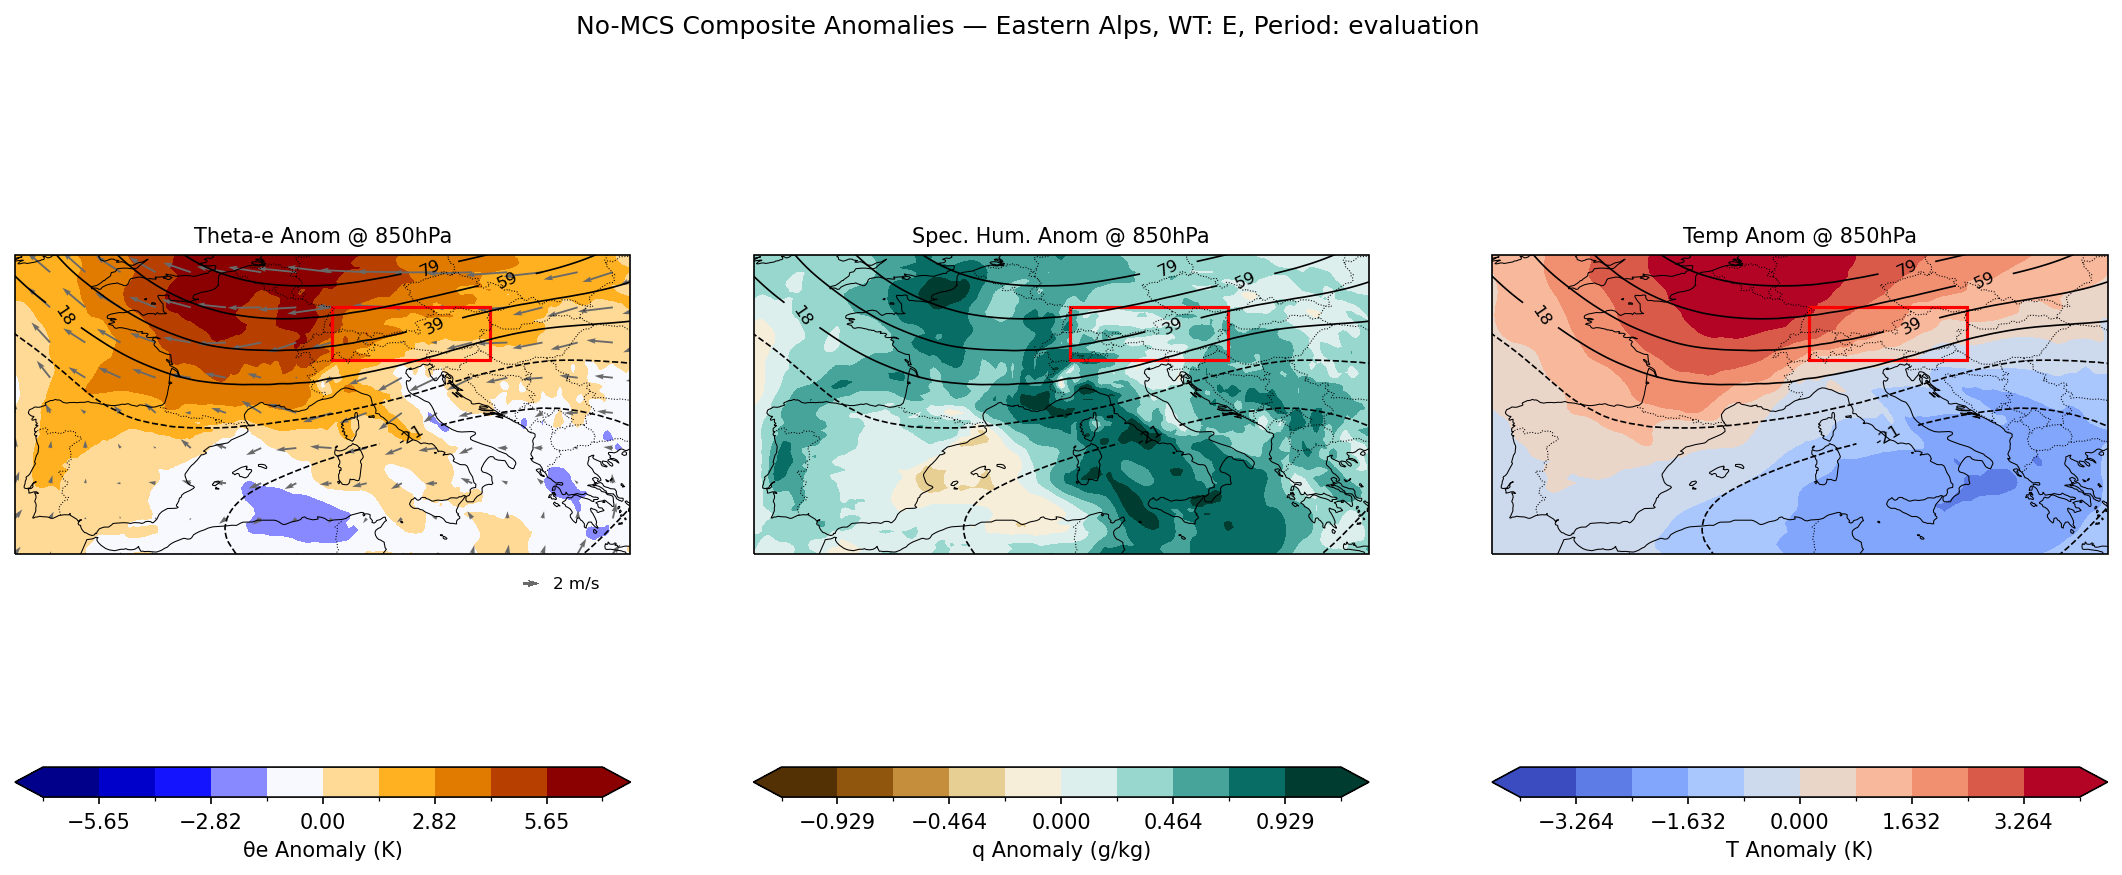 No-MCS Composite Anomalies — Eastern Alps, WT: E, Period: evaluation
Theta-e Anom @ 850hPa
Spec. Hum. Anom @ 850hPa
Temp Anom @ 850hPa
79
59
39
18
-21
79
59
39
18
-21
79
59
39
18
-21
2 m/s
−5.65 −2.82 0.00 2.82 5.65
θe Anomaly (K)
−0.929 −0.464 0.000 0.464 0.929
q Anomaly (g/kg)
−3.264 −1.632 0.000 1.632 3.264
T Anomaly (K)